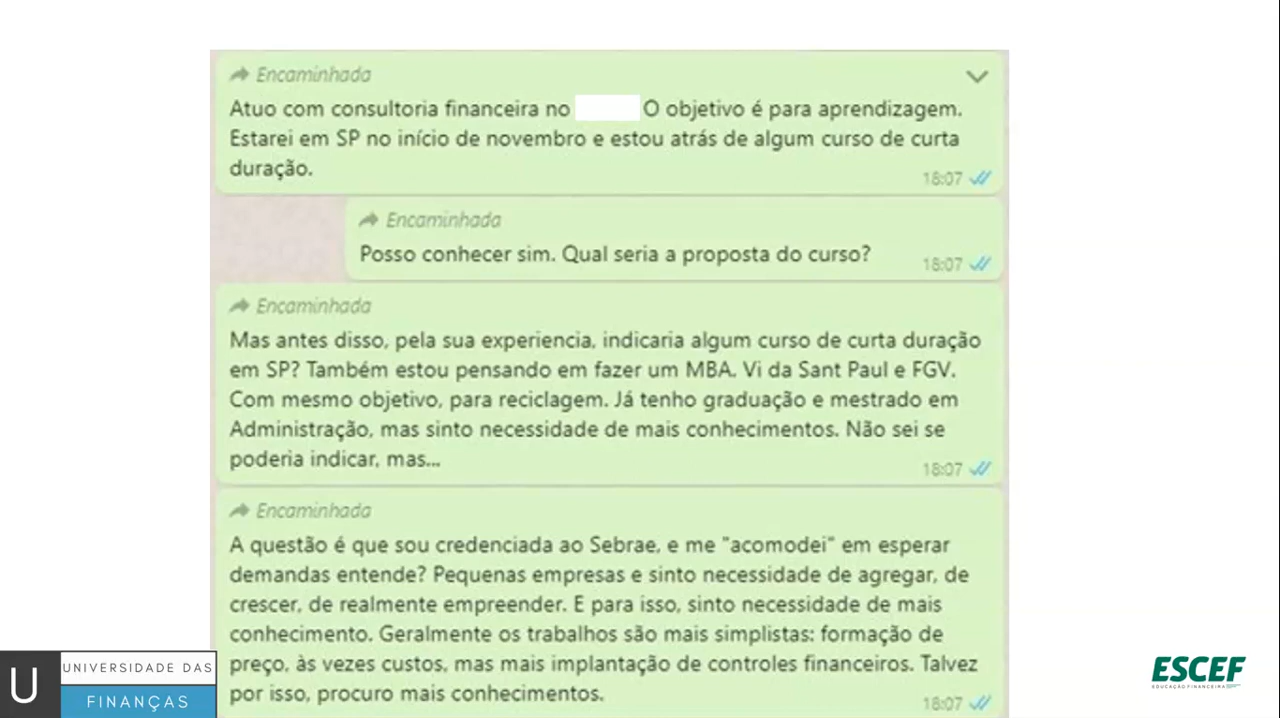 Encaminhada
Atuo com consultoria financeira no O objetivo é para aprendizagem.
Estarei em SP no início de novembro e estou atrás de algum curso de curta
duração.
18:07
Encaminhada
Posso conhecer sim. Qual seria a proposta do curso?
18:07
Encaminhada
Mas antes disso, pela sua experiencia, indicaria algum curso de curta duração
em SP? Também estou pensando em fazer um MBA. Vi da Sant Paul e FGV.
Com mesmo objetivo, para reciclagem. Já tenho graduação e mestrado em
Administração, mas sinto necessidade de mais conhecimentos. Não sei se
poderia indicar, mas...
18:07
Encaminhada
A questão é que sou credenciada ao Sebrae, e me "acomodei" em esperar
demandas entende? Pequenas empresas e sinto necessidade de agregar, de
crescer, de realmente empreender. E para isso, sinto necessidade de mais
conhecimento. Geralmente os trabalhos são mais simplistas: formação de
preço, às vezes custos, mas mais implantação de controles financeiros. Talvez
por isso, procuro mais conhecimentos.
18:07
U UNIVERSIDADE DAS
FINANÇAS
ESCEF
EDUCAÇÃO FINANCEIRA